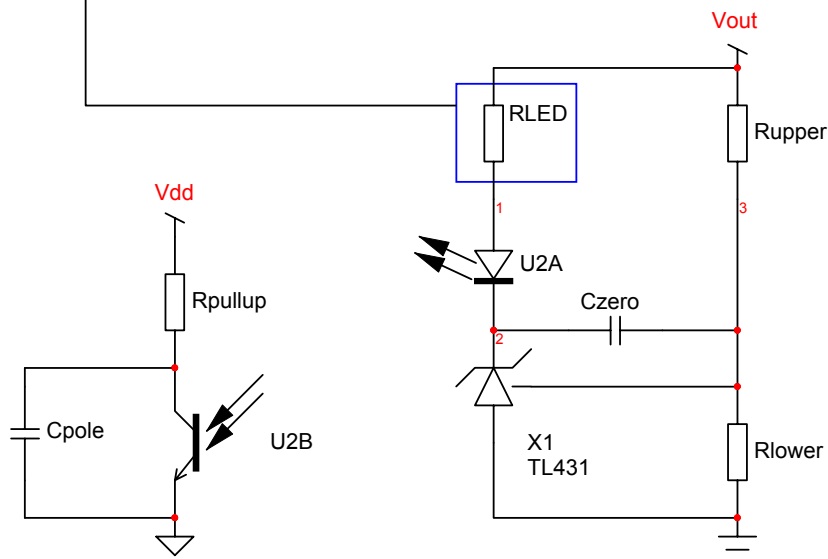 Vout
RLED
Rupper
Vdd
1
3
U2A
Rpullup
Czero
2
Cpole
U2B
X1
TL431
Rlower